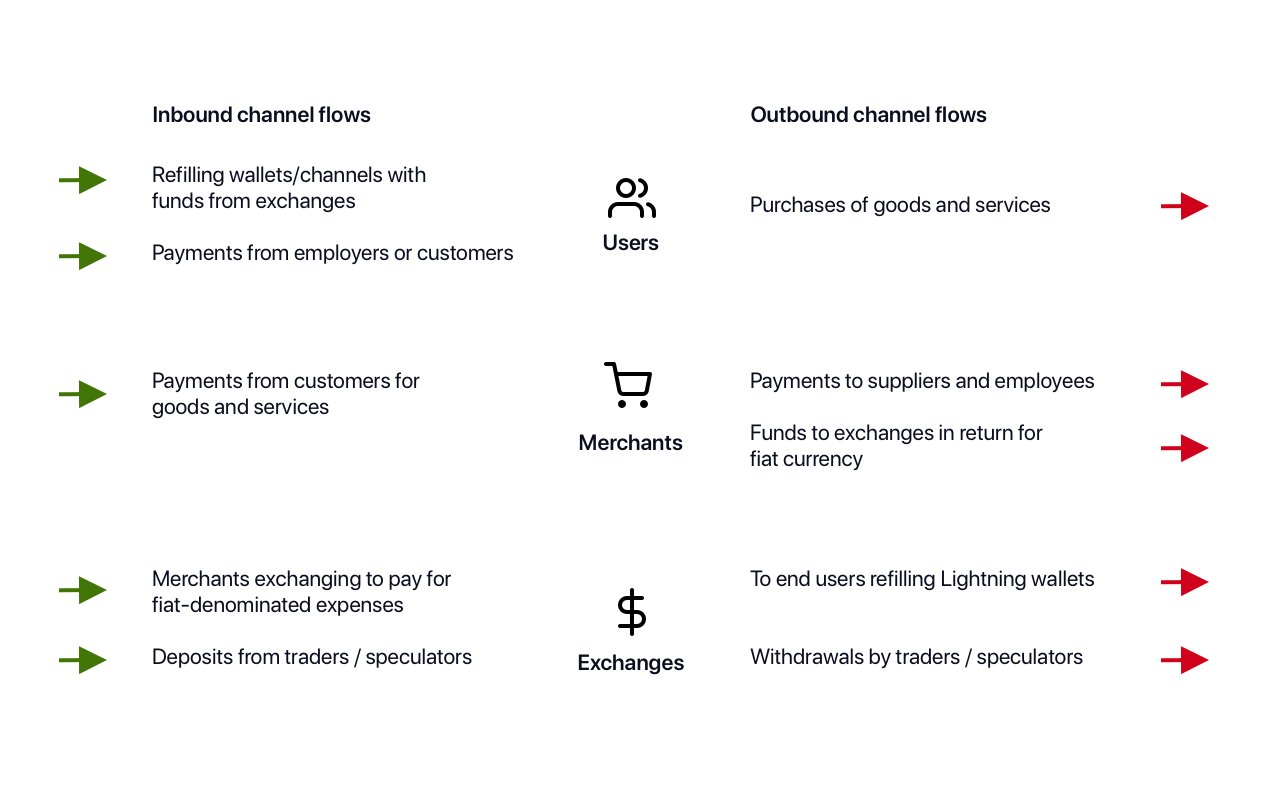 Inbound channel flows
Outbound channel flows
Refilling wallets/channels with
funds from exchanges
Payments from employers or customers
Users
Purchases of goods and services
Payments from customers for
goods and services
Merchants
Payments to suppliers and employees
Funds to exchanges in return for
fiat currency
Merchants exchanging to pay for
fiat-denominated expenses
Deposits from traders / speculators
Exchanges
To end users refilling Lightning wallets
Withdrawals by traders / speculators